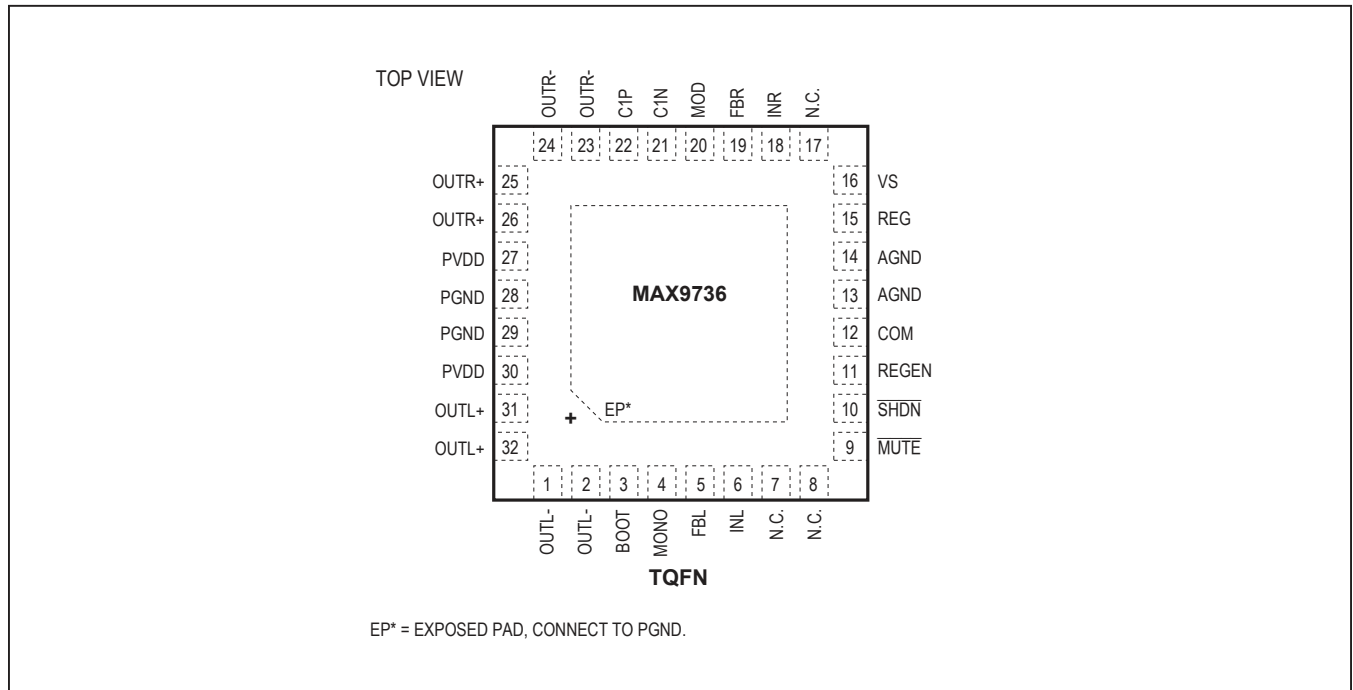 TOP VIEW
OUTR-
OUTR-
C1P
C1N
MOD
FBR
INR
N.C.
24 23 22 21 20 19 18 17
OUTR+ 25
OUTR+ 26
PVDD 27
PGND 28
PGND 29
PVDD 30
OUTL+ 31
OUTL+ 32
MAX9736
+ EP*
16 VS
15 REG
14 AGND
13 AGND
12 COM
11 REGEN
10 SHDN
9 MUTE
1 2 3 4 5 6 7 8
OUTL-
OUTL-
BOOT
MONO
FBL
INL
N.C.
N.C.
TQFN
EP* = EXPOSED PAD, CONNECT TO PGND.